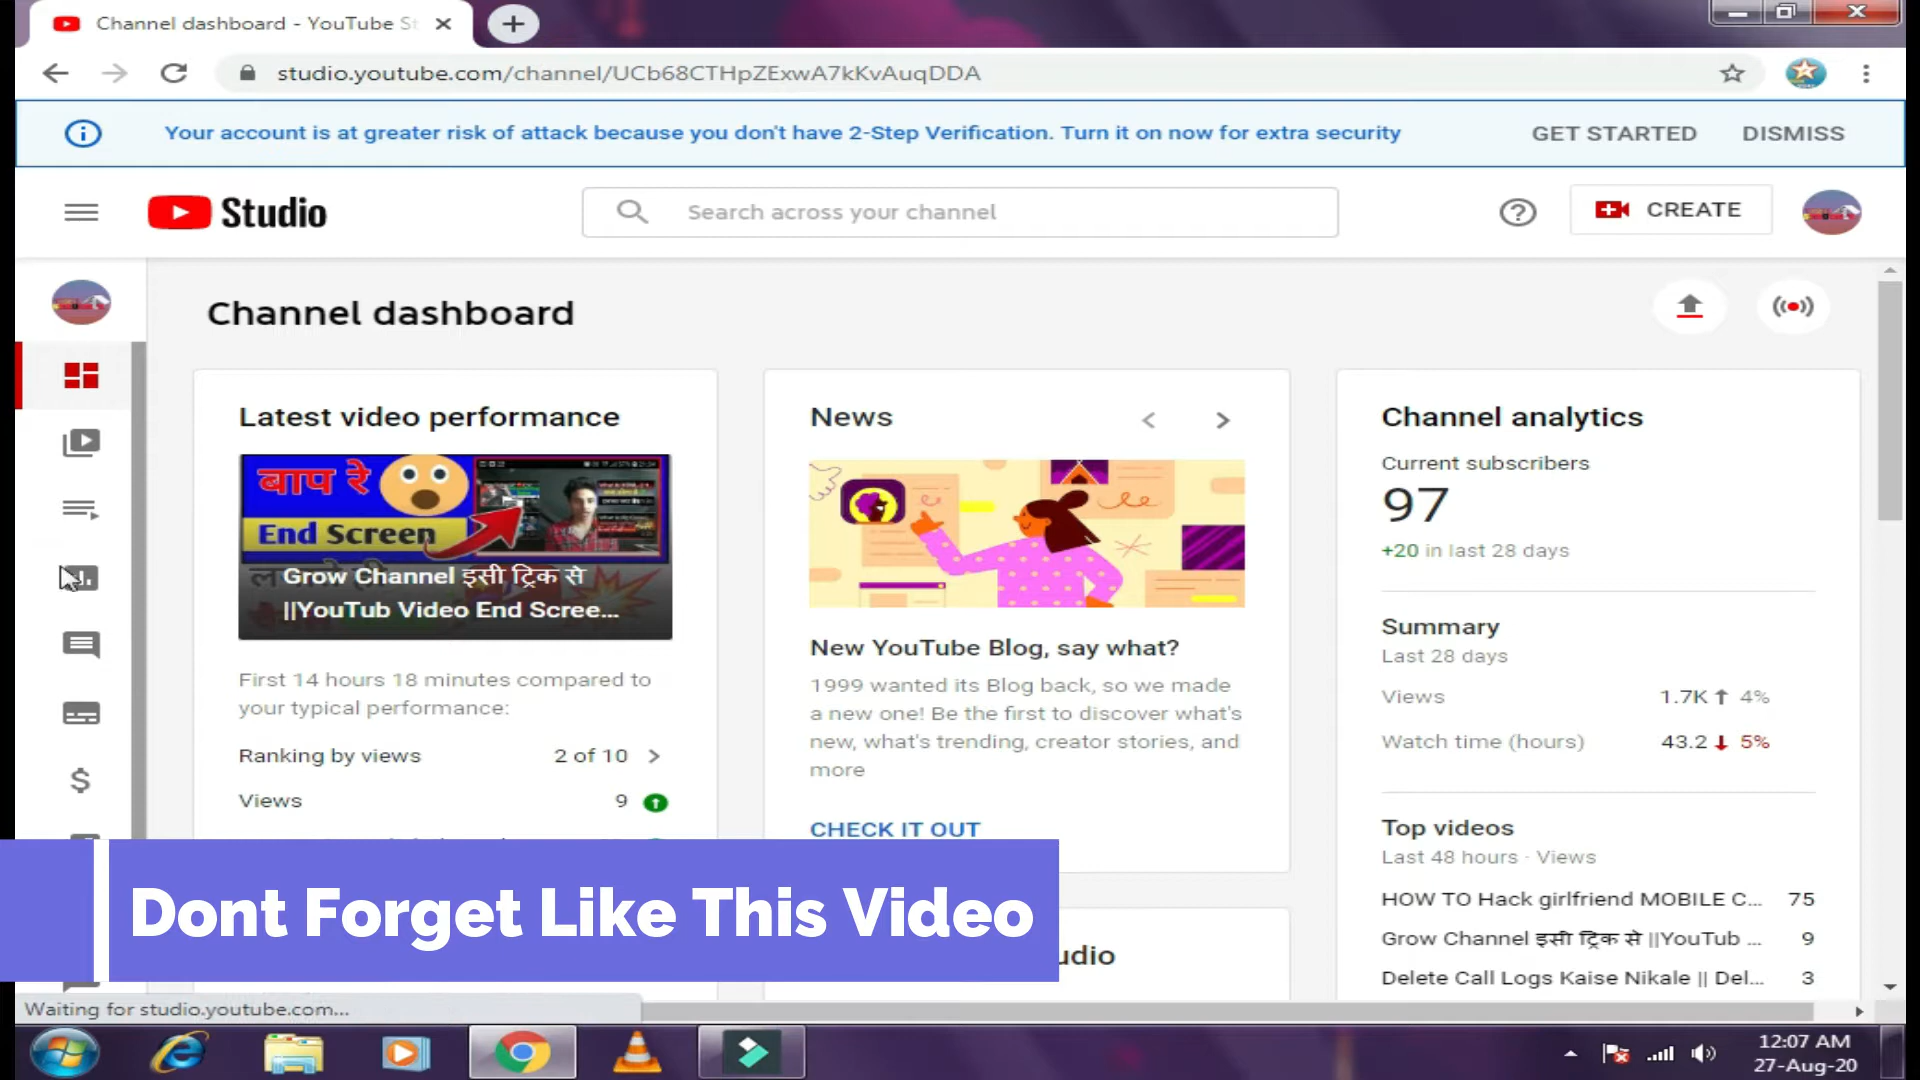 Channel dashboard - YouTube St
studio.youtube.com/channel/UCb68CTHpZExwA7kKvAuqDDA
Your account is at greater risk of attack because you don't have 2-Step Verification. Turn it on now for extra security
GET STARTED
DISMISS
Studio
Search across your channel
CREATE
Channel dashboard
Latest video performance
बाप रे
End Screen
Grow Channel इसी ट्रिक से
||YouTub Video End Scree...
First 14 hours 18 minutes compared to
your typical performance:
Ranking by views 2 of 10
Views 9
News
New YouTube Blog, say what?
1999 wanted its Blog back, so we made
a new one! Be the first to discover what's
new, what's trending, creator stories, and
more
CHECK IT OUT
udio
Channel analytics
Current subscribers
97
+20 in last 28 days
Summary
Last 28 days
Views 1.7K 4%
Watch time (hours) 43.2 5%
Top videos
Last 48 hours · Views
HOW TO Hack girlfriend MOBILE C... 75
Grow Channel इसी ट्रिक से ||YouTub ... 9
Delete Call Logs Kaise Nikale || Del... 3
Dont Forget Like This Video
Waiting for studio.youtube.com...
12:07 AM
27-Aug-20